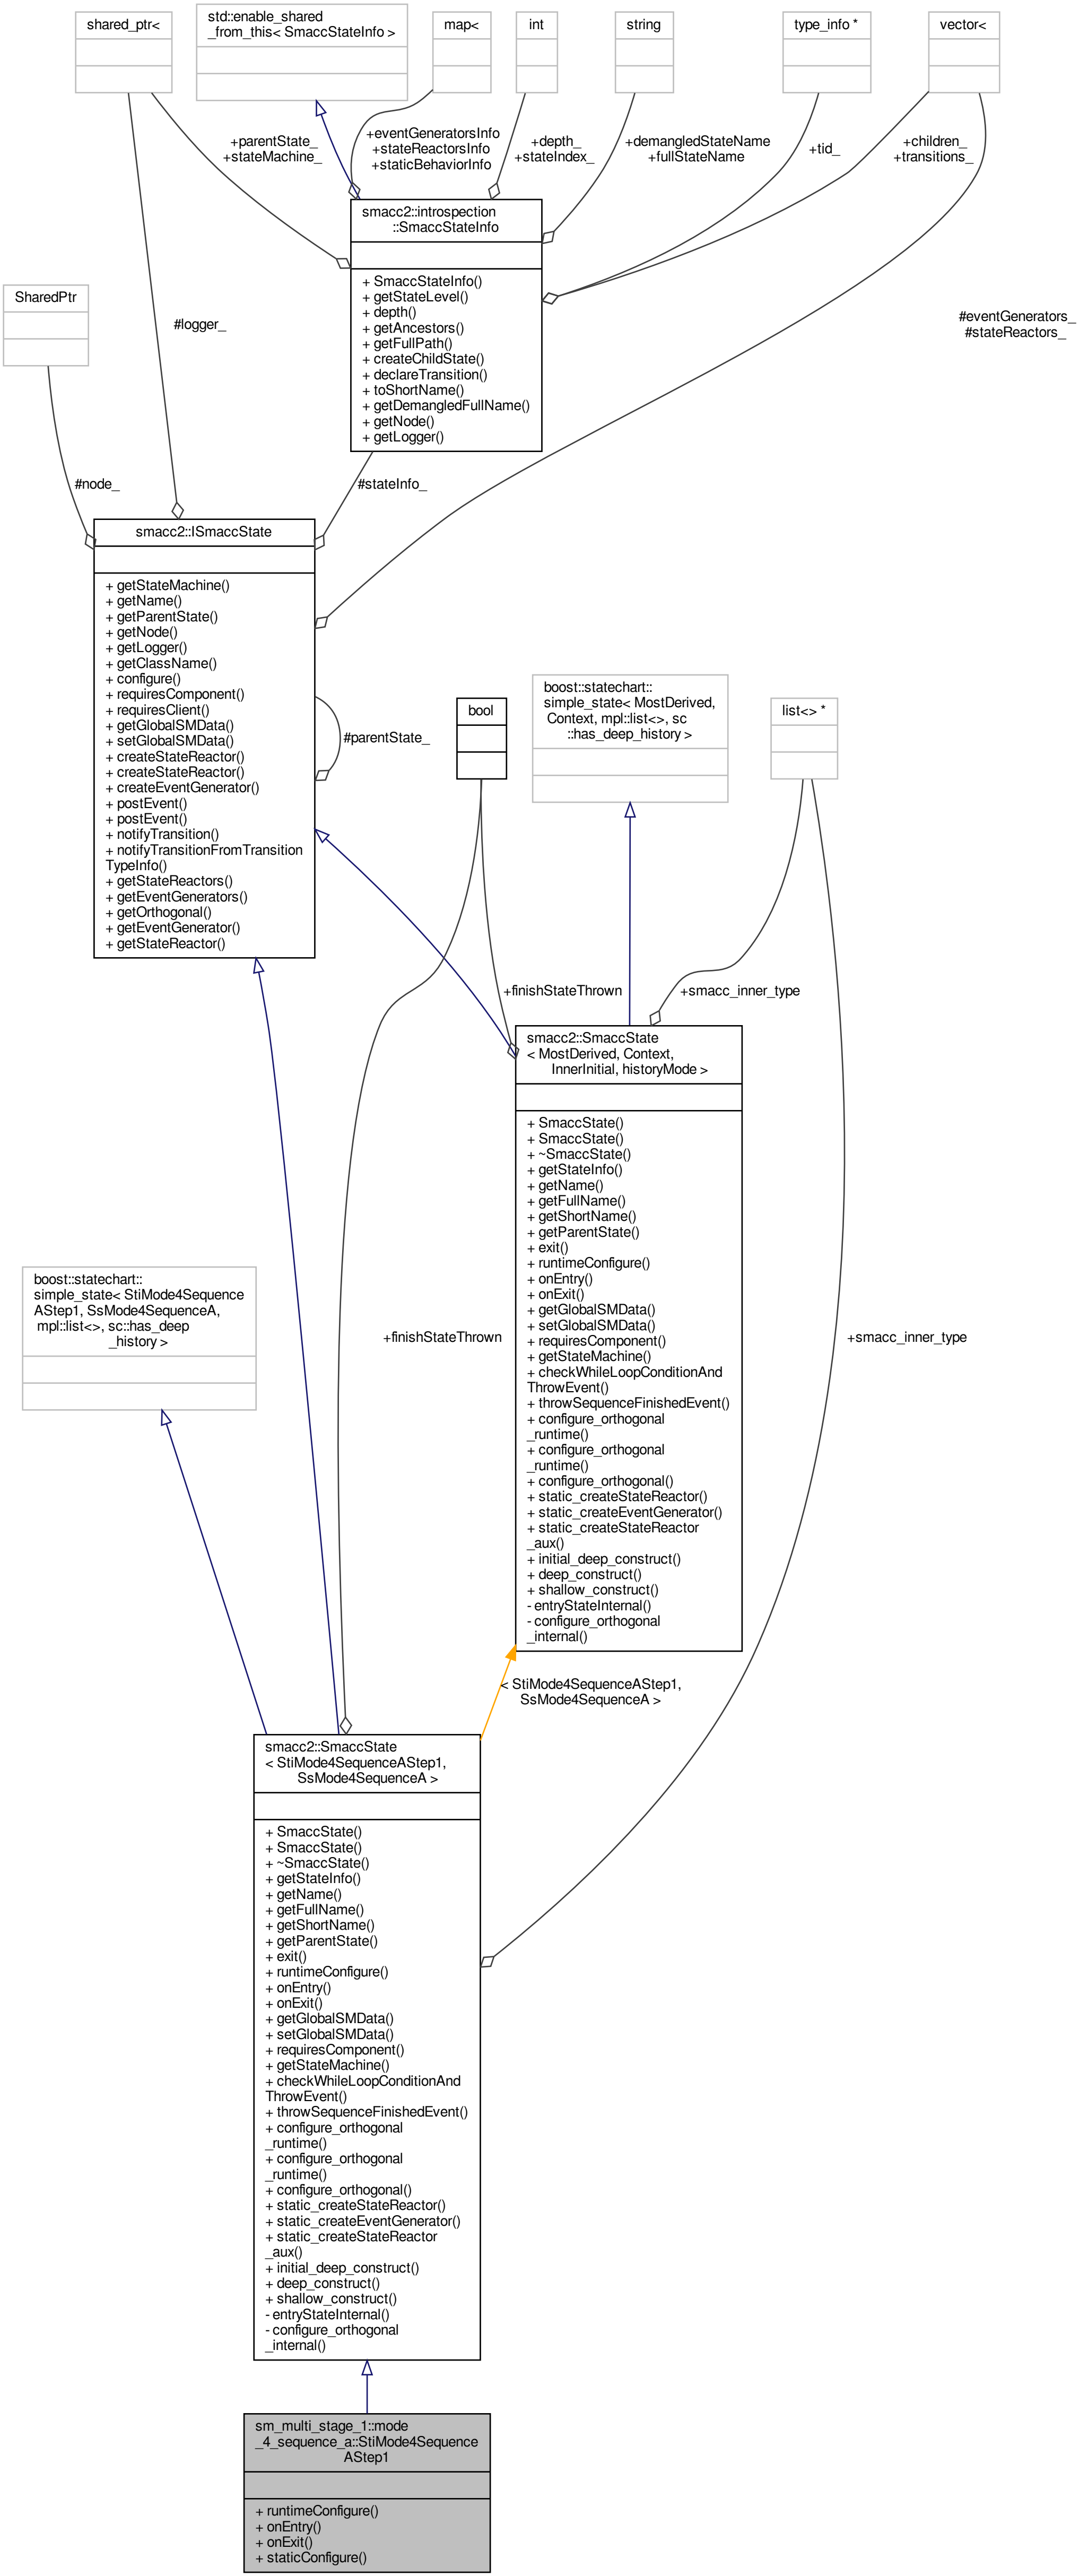 shared_ptr<
std::enable_shared
_from_this< SmaccStateInfo >
map<
int
string
type_info *
vector<
+parentState_
+stateMachine_
+eventGeneratorsInfo
+stateReactorsInfo
+staticBehaviorInfo
+depth_
+stateIndex_
+demangledStateName
+fullStateName
+tid_
+children_
+transitions_
smacc2::introspection
::SmaccStateInfo
+ SmaccStateInfo()
+ getStateLevel()
+ depth()
+ getAncestors()
+ getFullPath()
+ createChildState()
+ declareTransition()
+ toShortName()
+ getDemangledFullName()
+ getNode()
+ getLogger()
SharedPtr
#logger_
#eventGenerators_
#stateReactors_
#node_
#stateInfo_
smacc2::ISmaccState
+ getStateMachine()
+ getName()
+ getParentState()
+ getNode()
+ getLogger()
+ getClassName()
+ configure()
+ requiresComponent()
+ requiresClient()
+ getGlobalSMData()
+ setGlobalSMData()
+ createStateReactor()
+ createStateReactor()
+ createEventGenerator()
+ postEvent()
+ postEvent()
+ notifyTransition()
+ notifyTransitionFromTransition
TypeInfo()
+ getStateReactors()
+ getEventGenerators()
+ getOrthogonal()
+ getEventGenerator()
+ getStateReactor()
#parentState_
bool
boost::statechart::
simple_state< MostDerived,
Context, mpl::list<>, sc
::has_deep_history >
list<> *
+finishStateThrown
+smacc_inner_type
smacc2::SmaccState
< MostDerived, Context,
InnerInitial, historyMode >
+ SmaccState()
+ SmaccState()
+ ~SmaccState()
+ getStateInfo()
+ getName()
+ getFullName()
+ getShortName()
+ getParentState()
+ exit()
+ runtimeConfigure()
+ onEntry()
+ onExit()
+ getGlobalSMData()
+ setGlobalSMData()
+ requiresComponent()
+ getStateMachine()
+ checkWhileLoopConditionAnd
ThrowEvent()
+ throwSequenceFinishedEvent()
+ configure_orthogonal
_runtime()
+ configure_orthogonal
_runtime()
+ configure_orthogonal()
+ static_createStateReactor()
+ static_createEventGenerator()
+ static_createStateReactor
_aux()
+ initial_deep_construct()
+ deep_construct()
+ shallow_construct()
- entryStateInternal()
- configure_orthogonal
_internal()
boost::statechart::
simple_state< StiMode4Sequence
AStep1, SsMode4SequenceA,
mpl::list<>, sc::has_deep
_history >
+finishStateThrown
+smacc_inner_type
< StiMode4SequenceAStep1,
SsMode4SequenceA >
smacc2::SmaccState
< StiMode4SequenceAStep1,
SsMode4SequenceA >
+ SmaccState()
+ SmaccState()
+ ~SmaccState()
+ getStateInfo()
+ getName()
+ getFullName()
+ getShortName()
+ getParentState()
+ exit()
+ runtimeConfigure()
+ onEntry()
+ onExit()
+ getGlobalSMData()
+ setGlobalSMData()
+ requiresComponent()
+ getStateMachine()
+ checkWhileLoopConditionAnd
ThrowEvent()
+ throwSequenceFinishedEvent()
+ configure_orthogonal
_runtime()
+ configure_orthogonal
_runtime()
+ configure_orthogonal()
+ static_createStateReactor()
+ static_createEventGenerator()
+ static_createStateReactor
_aux()
+ initial_deep_construct()
+ deep_construct()
+ shallow_construct()
- entryStateInternal()
- configure_orthogonal
_internal()
sm_multi_stage_1::mode
_4_sequence_a::StiMode4Sequence
AStep1
+ runtimeConfigure()
+ onEntry()
+ onExit()
+ staticConfigure()